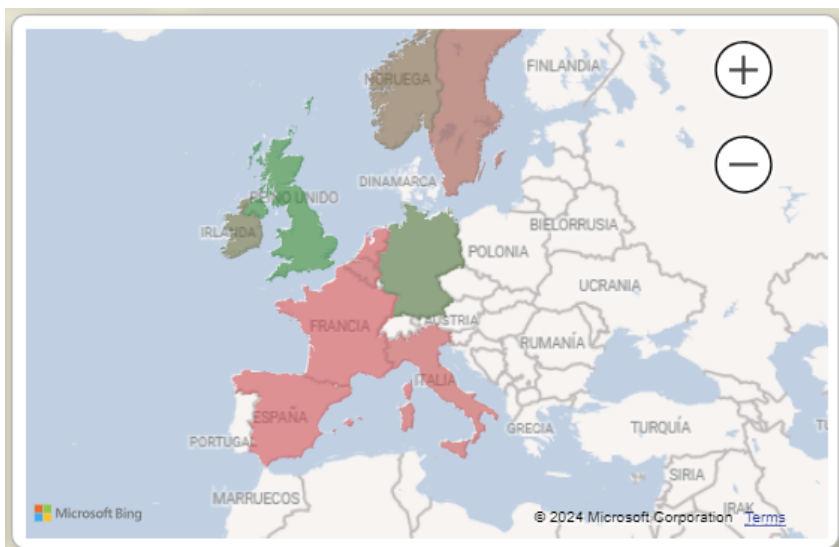 NORUEGA
FINLANDIA
DINAMARCA
REINO UNIDO
IRLANDA
BIELORRUSIA
POLONIA
UCRANIA
AUSTRIA
FRANCIA
RUMANÍA
ITALIA
ESPAÑA
PORTUGAL
GRECIA
TURQUÍA
SIRIA
MARRUECOS
IRAK
Microsoft Bing
© 2024 Microsoft Corporation Terms